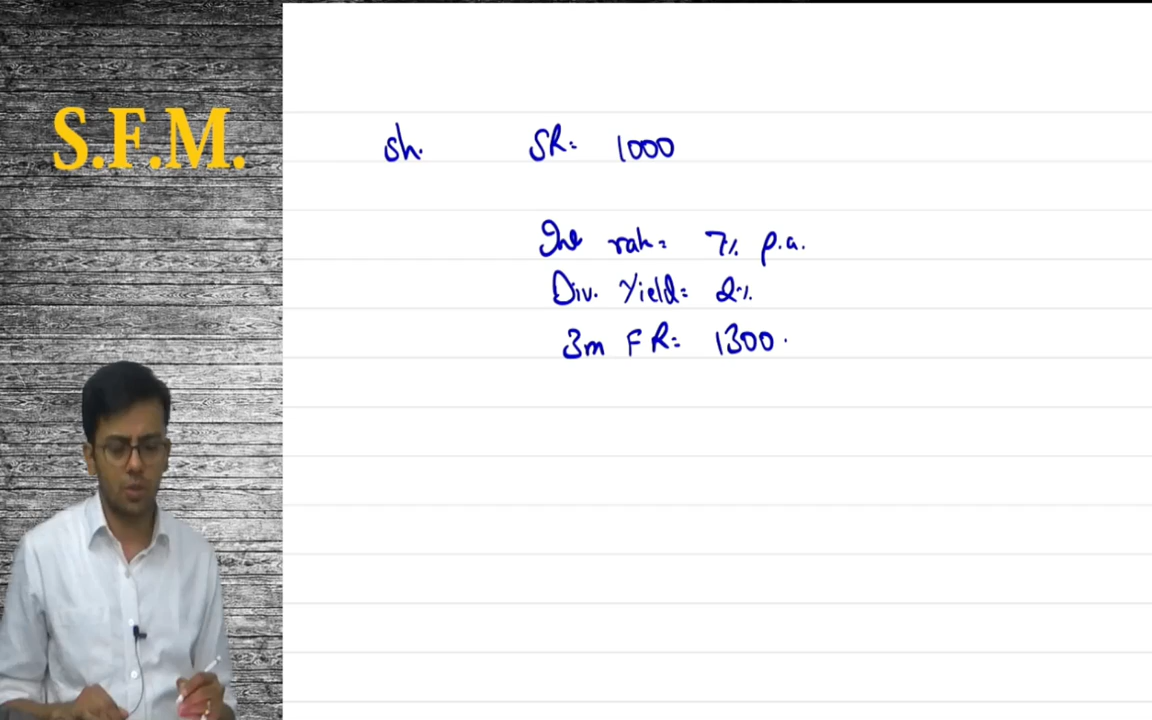 S.F.M.
Sh. SR= 1000
Int rate= 7% p.a.
Div. Yield= 2%
3m FR= 1300.